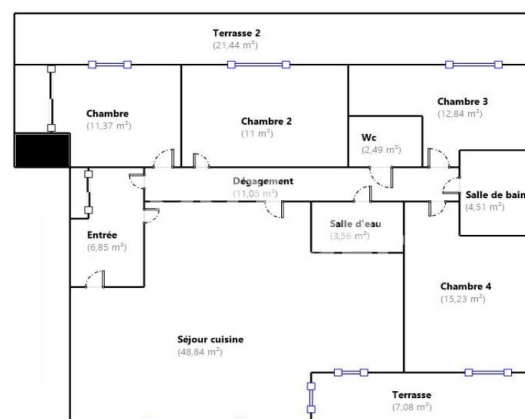 Terrasse 2
(21,44 m²)
Chambre
(11,37 m²)
Chambre 2
(11 m²)
Chambre 3
(12,84 m²)
Wc
(2,49 m²)
Dégagement
(11,05 m²)
Salle de bain
(4,51 m²)
Entrée
(6,85 m²)
Salle d'eau
(3,56 m²)
Chambre 4
(15,23 m²)
Séjour cuisine
(48,84 m²)
Terrasse
(7,08 m²)